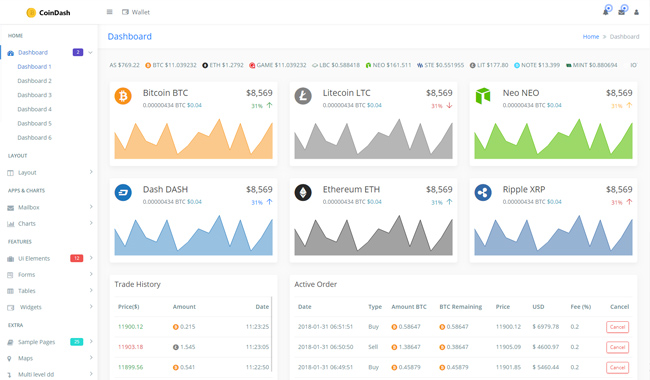 CoinDash
Wallet
HOME
Dashboard 2
Dashboard 1
Dashboard 2
Dashboard 3
Dashboard 4
Dashboard 5
Dashboard 6
LAYOUT
Layout
APPS & CHARTS
Mailbox
Charts
FEATURES
UI Elements 12
Forms
Tables
Widgets
EXTRA
Sample Pages 25
Maps
Multi level dd
Dashboard
Home » Dashboard
AS $769.22 BTC $11.039232 ETH $1.2792 GAME $11.039232 LBC $0.588418 NEO $161.511 STE $0.551955 LIT $177.80 NOTE $13.399 MINT $0.880694 IO
Bitcoin BTC $8,569
0.00000434 BTC $0.04 31%
Litecoin LTC $8,569
0.00000434 BTC $0.04 31%
Neo NEO $8,569
0.00000434 BTC $0.04 31%
Dash DASH $8,569
0.00000434 BTC $0.04 31%
Ethereum ETH $8,569
0.00000434 BTC $0.04 31%
Ripple XRP $8,569
0.00000434 BTC $0.04 31%
Trade History
Price($) Amount Date
11900.12 0.215 11:23:25
11903.18 1.545 11:23:05
11899.56 0.541 11:22:50
Active Order
Date Type Amount BTC BTC Remaining Price USD Fee (%) Cancel
2018-01-31 06:51:51 Buy 0.58647 0.58647 11900.12 $ 6979.78 0.2 Cancel
2018-01-31 06:50:50 Sell 1.38647 0.38647 11905.09 $ 4600.97 0.2 Cancel
2018-01-31 06:49:51 Buy 0.45879 0.45879 11901.85 $ 5460.44 0.2 Cancel